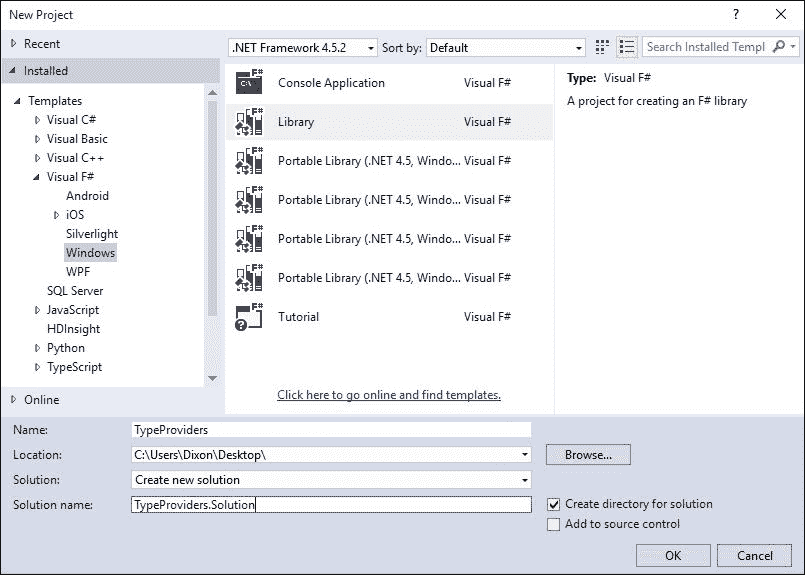 New Project
?
Recent
.NET Framework 4.5.2
Sort by:
Default
Search Installed Templ
Installed
Templates
Visual C#
Visual Basic
Visual C++
Visual F#
Android
iOS
Silverlight
Windows
WPF
SQL Server
JavaScript
HDInsight
Python
TypeScript
Online
Console Application Visual F#
Library Visual F#
Portable Library (.NET 4.5, Windo... Visual F#
Portable Library (.NET 4.5, Windo... Visual F#
Portable Library (.NET 4.5, Windo... Visual F#
Portable Library (.NET 4.5, Windo... Visual F#
Tutorial Visual F#
Click here to go online and find templates.
Type: Visual F#
A project for creating an F# library
Name: TypeProviders
Location: C:\Users\Dixon\Desktop\
Browse...
Solution: Create new solution
Solution name: TypeProviders.Solution
Create directory for solution
Add to source control
OK
Cancel